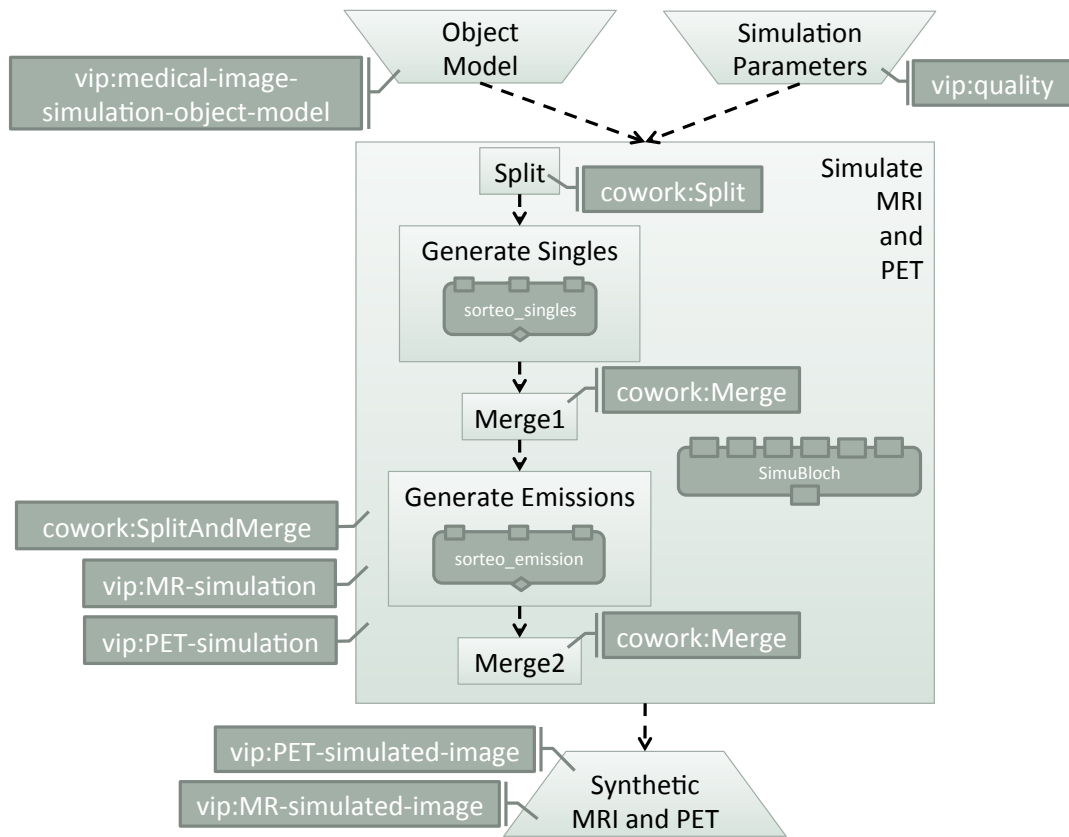 Object
Model
Simulation
Parameters
vip:medical-image-
simulation-object-model
vip:quality
Split
cowork:Split
Simulate
MRI
and
PET
Generate Singles
sorteo_singles
cowork:Merge
Merge1
SimuBloch
Generate Emissions
cowork:SplitAndMerge
sorteo_emission
vip:MR-simulation
vip:PET-simulation
cowork:Merge
Merge2
vip:PET-simulated-image
vip:MR-simulated-image
Synthetic
MRI and PET